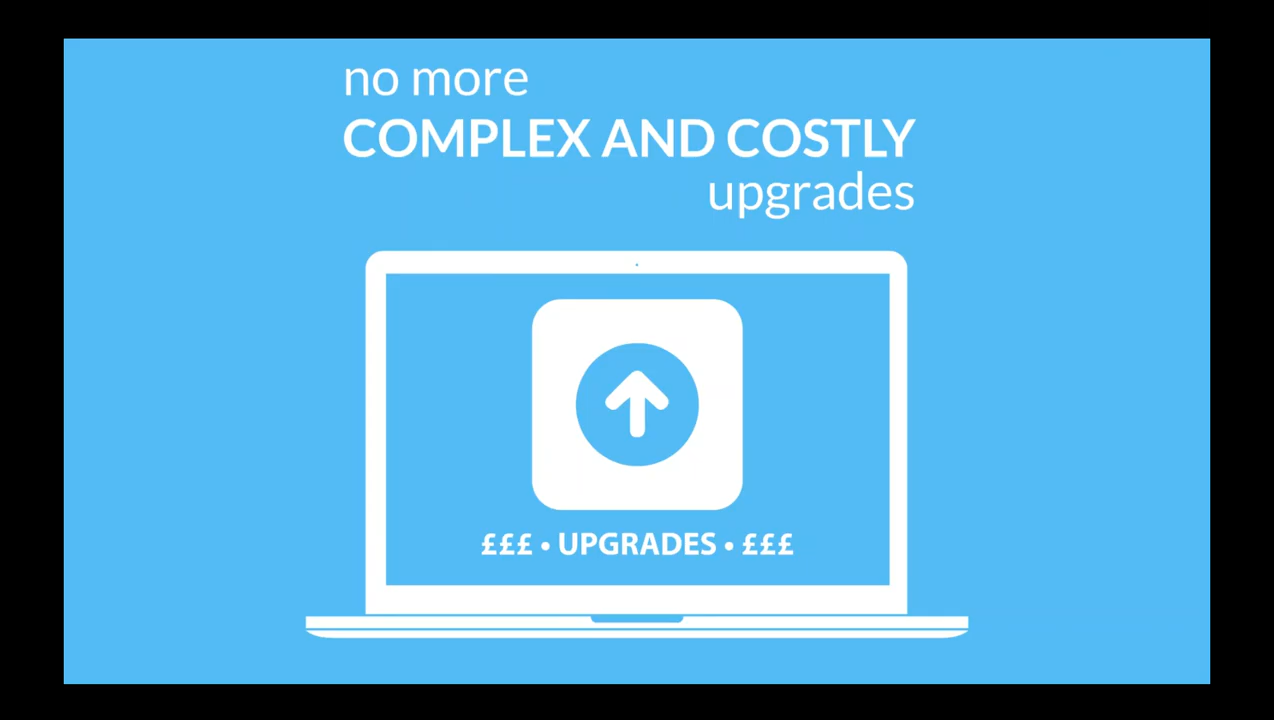 no more
COMPLEX AND COSTLY
upgrades
£££ • UPGRADES • £££